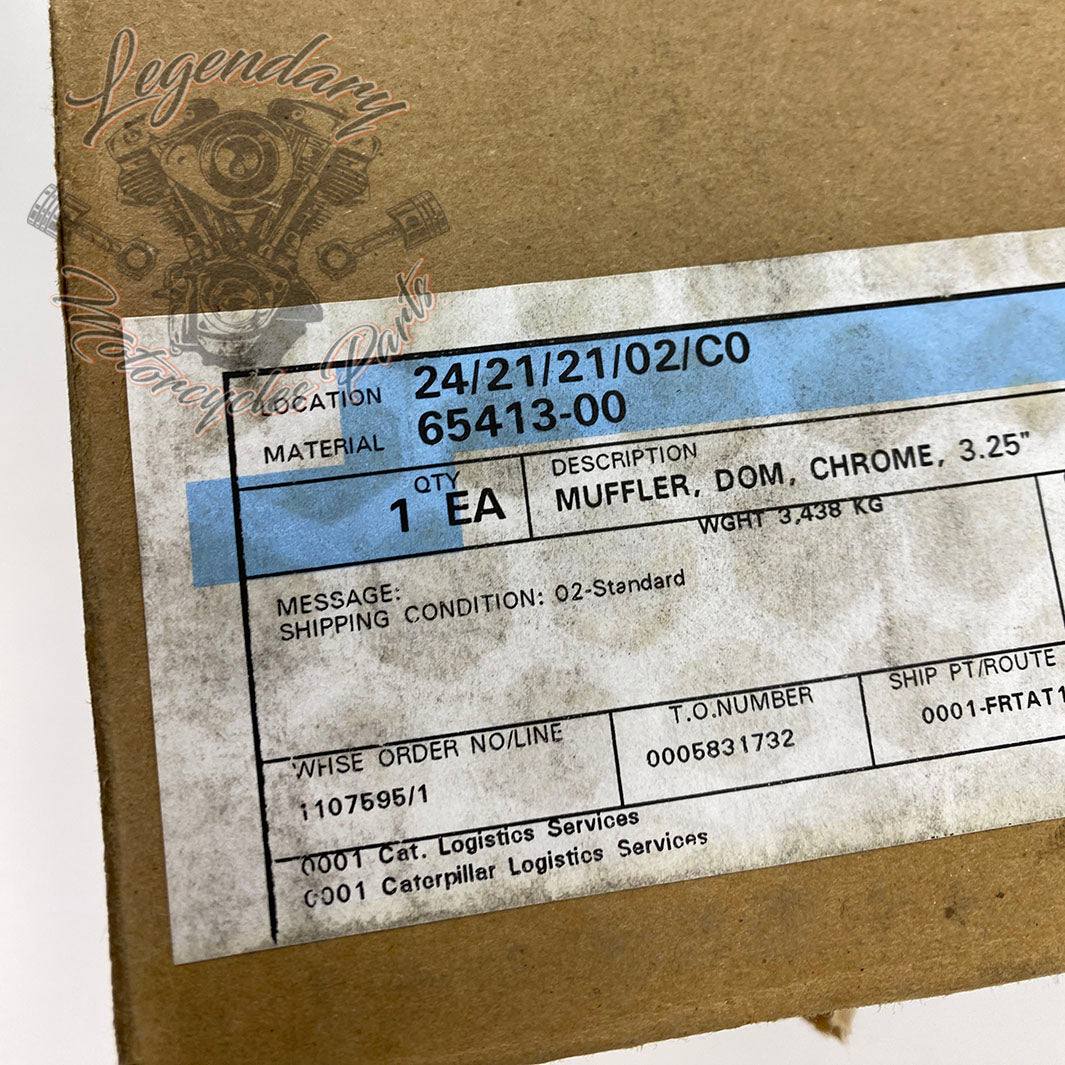 Legendary
Motorcycles Parts
LOCATION 24/21/21/02/C0
MATERIAL 65413-00
QTY
1 EA
DESCRIPTION
MUFFLER, DOM, CHROME, 3.25"
WGHT 3,438 KG
MESSAGE:
SHIPPING CONDITION: 02-Standard
WHSE ORDER NO/LINE
1107595/1
T.O.NUMBER
0005831732
SHIP PT/ROUTE
0001-FRTAT1
0001 Cat. Logistics Services
0001 Caterpillar Logistics Services